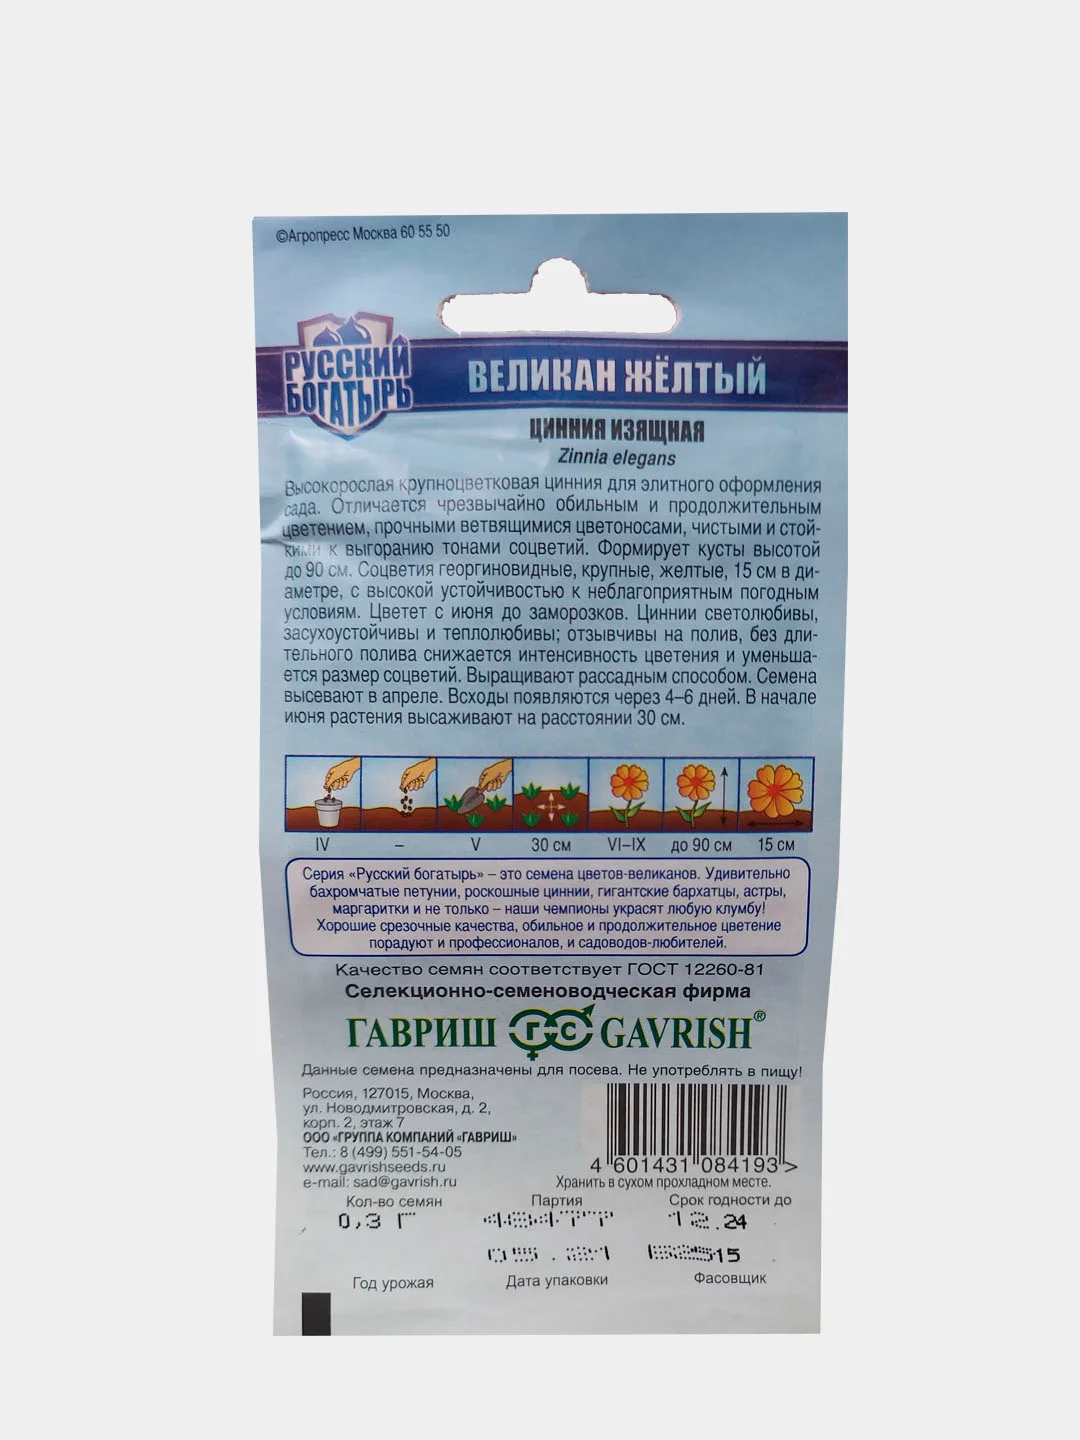 ©Агропресс Москва 60 55 50
РУССКИЙ
БОГАТЫРЬ
ВЕЛИКАН ЖЁЛТЫЙ
ЦИННИЯ ИЗЯЩНАЯ
Zinnia elegans
Высокорослая крупноцветковая цинния для элитного оформления
сада. Отличается чрезвычайно обильным и продолжительным
цветением, прочными ветвящимися цветоносами, чистыми и стой-
кими к выгоранию тонами соцветий. Формирует кусты высотой
до 90 см. Соцветия георгиновидные, крупные, желтые, 15 см в ди-
аметре, с высокой устойчивостью к неблагоприятным погодным
условиям. Цветет с июня до заморозков. Циннии светолюбивы,
засухоустойчивы и теплолюбивы; отзывчивы на полив, без дли-
тельного полива снижается интенсивность цветения и уменьша-
ется размер соцветий. Выращивают рассадным способом. Семена
высевают в апреле. Всходы появляются через 4–6 дней. В начале
июня растения высаживают на расстоянии 30 см.
IV – V 30 см VI–IX до 90 см 15 см
Серия «Русский богатырь» – это семена цветов-великанов. Удивительно
бахромчатые петунии, роскошные циннии, гигантские бархатцы, астры,
маргаритки и не только – наши чемпионы украсят любую клумбу!
Хорошие срезочные качества, обильное и продолжительное цветение
порадуют и профессионалов, и садоводов-любителей.
Качество семян соответствует ГОСТ 12260-81
Селекционно-семеноводческая фирма
ГАВРИШ ГС GAVRISH®
Данные семена предназначены для посева. Не употреблять в пищу!
Россия, 127015, Москва,
ул. Новодмитровская, д. 2,
корп. 2, этаж 7
ООО «ГРУППА КОМПАНИЙ «ГАВРИШ»
Тел.: 8 (499) 551-54-05
www.gavrishseeds.ru
e-mail: sad@gavrish.ru
4 601431 084193 >
Хранить в сухом прохладном месте.
Кол-во семян Партия Срок годности до
0,3 Г 12.24
05.21
Год урожая Дата упаковки Фасовщик